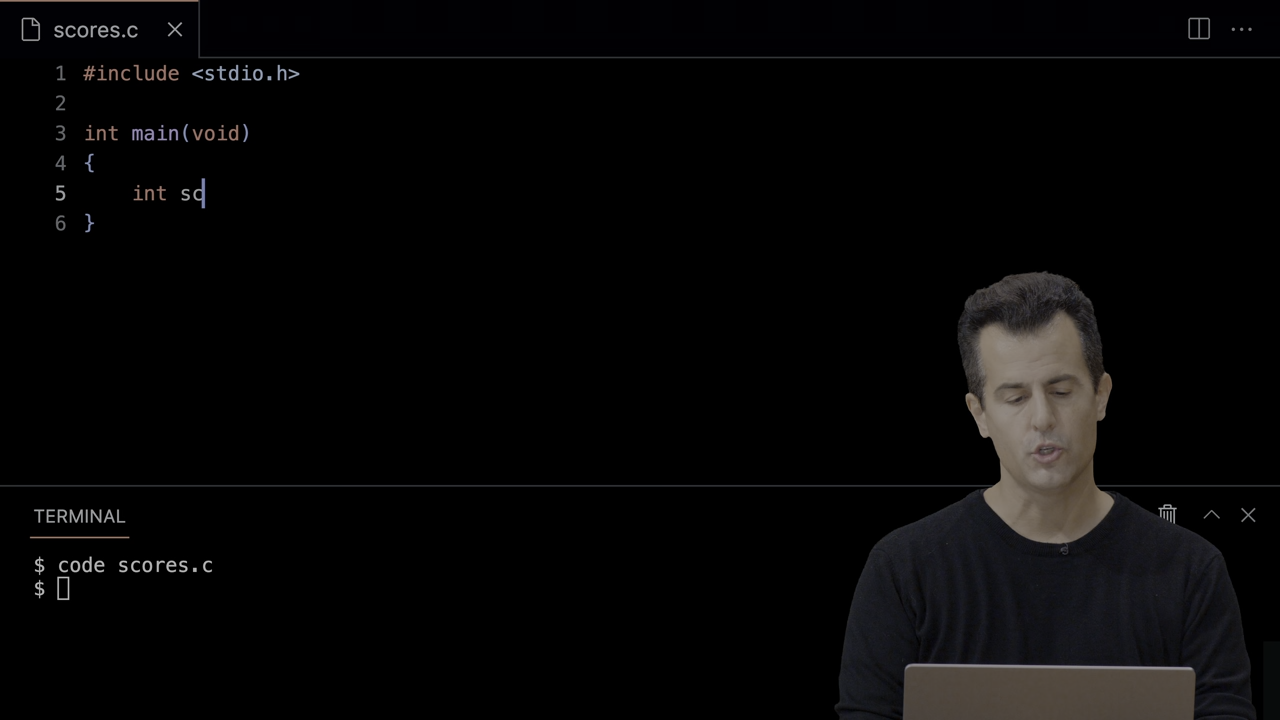 scores.c
1 #include <stdio.h>
2
3 int main(void)
4 {
5     int sc
6 }
TERMINAL
$ code scores.c
$